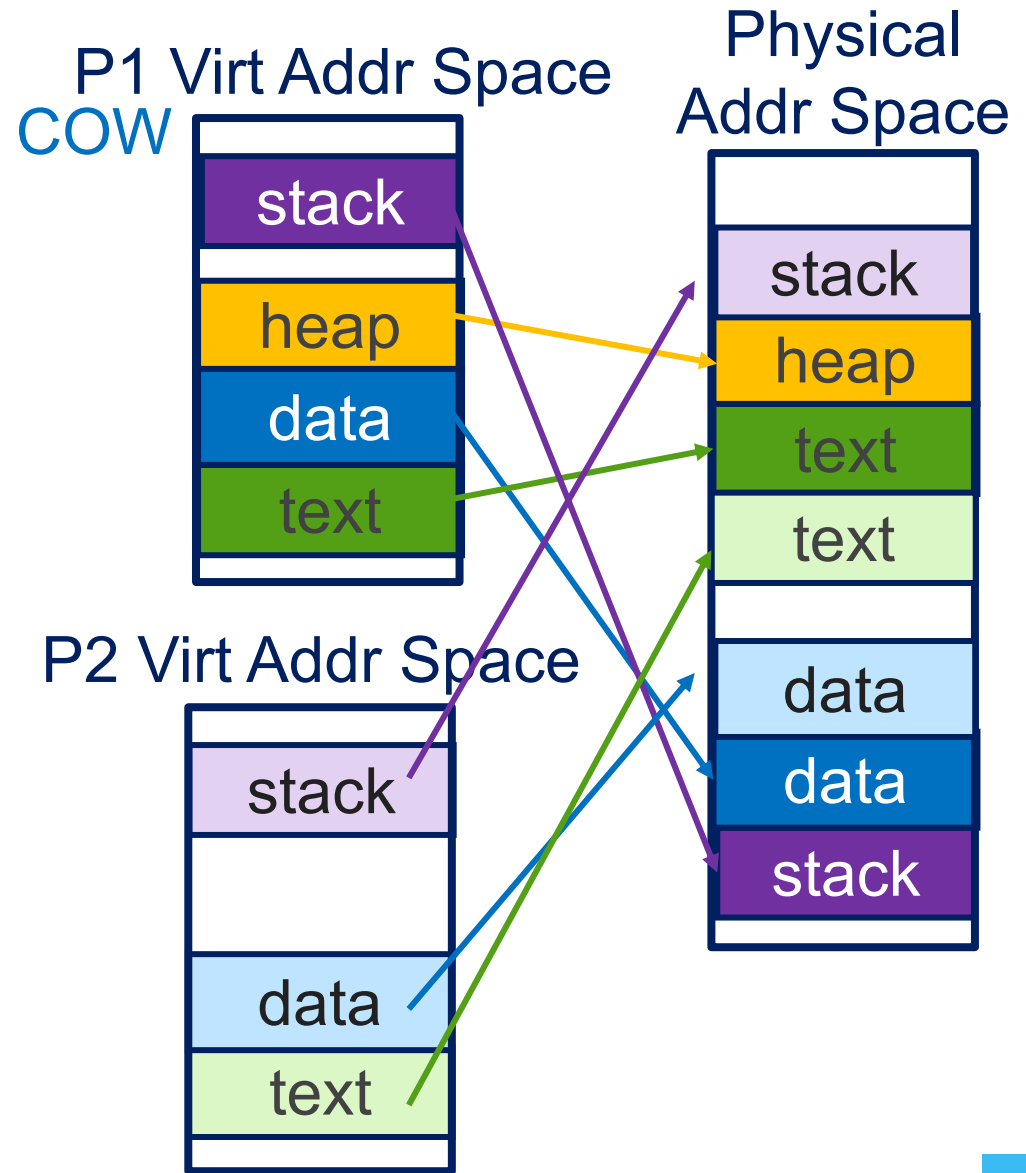 P1 Virt Addr Space
COW
stack
heap
data
text
P2 Virt Addr Space
stack
data
text
Physical
Addr Space
stack
heap
text
text
data
data
stack